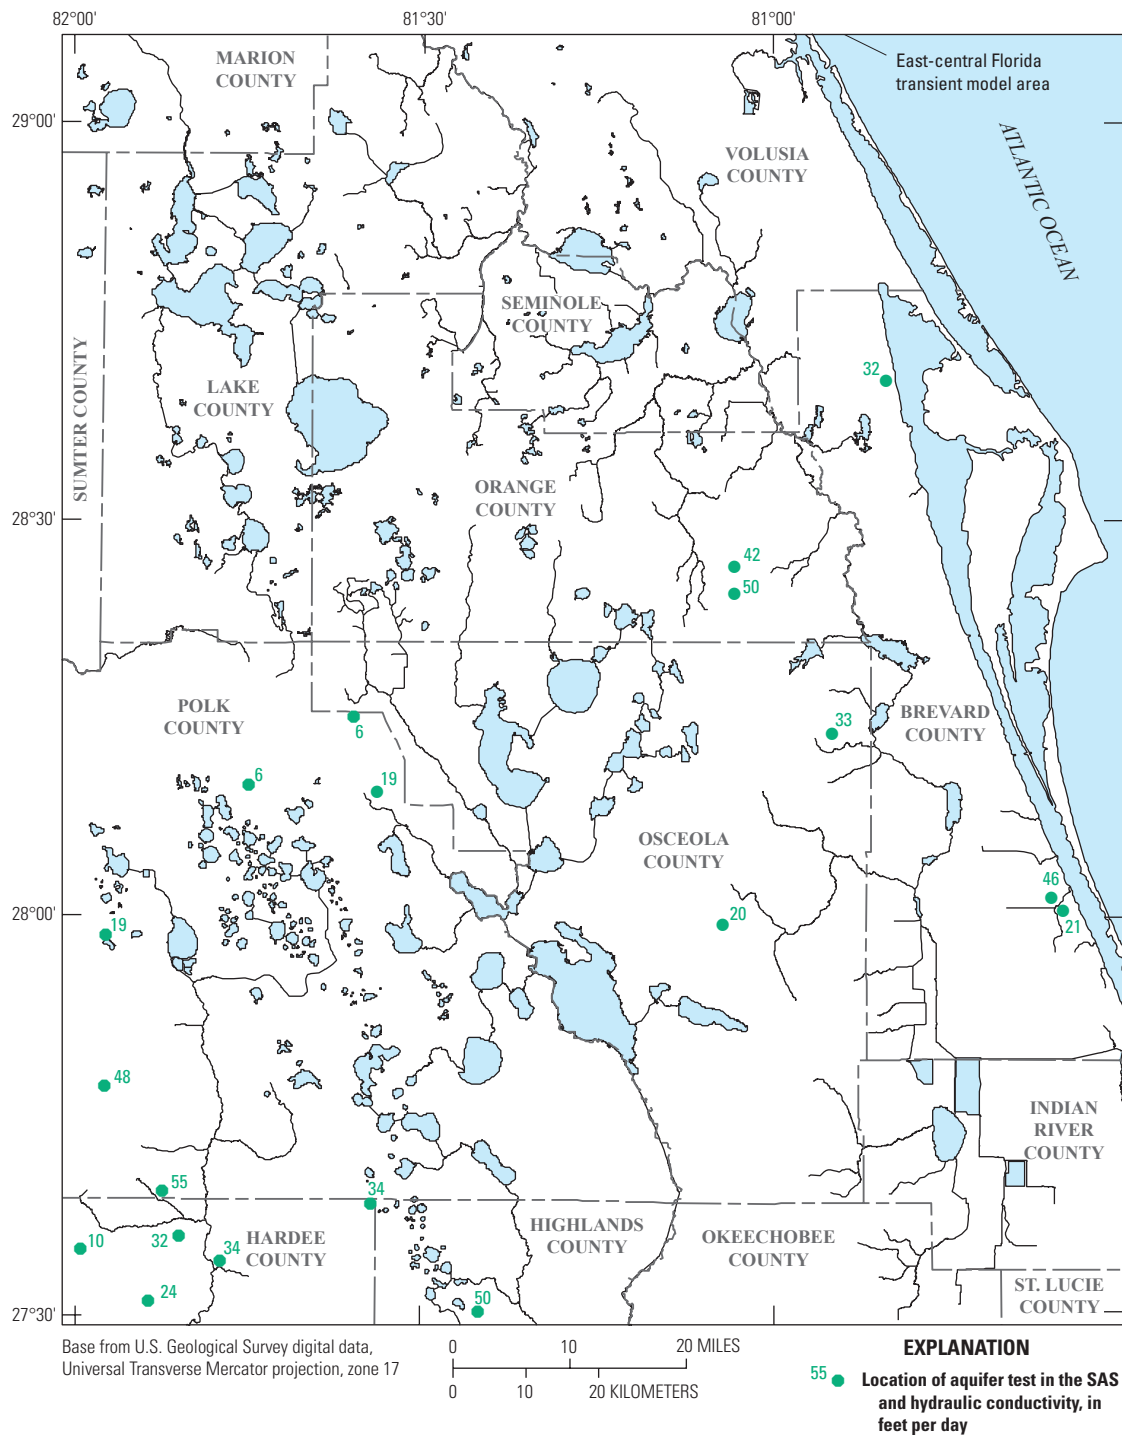 82°00'
81°30'
81°00'
MARION
COUNTY
East-central Florida
transient model area
29°00'
VOLUSIA
COUNTY
ATLANTIC OCEAN
SEMINOLE
COUNTY
32
LAKE
COUNTY
SUMTER COUNTY
ORANGE
COUNTY
28°30'
42
50
POLK
COUNTY
6
33
BREVARD
COUNTY
6
19
OSCEOLA
COUNTY
46
28°00'
19
20
21
48
INDIAN
RIVER
COUNTY
55
34
10
32
34
HARDEE
COUNTY
HIGHLANDS
COUNTY
OKEECHOBEE
COUNTY
24
50
ST. LUCIE
COUNTY
27°30'
Base from U.S. Geological Survey digital data,
Universal Transverse Mercator projection, zone 17
0 10 20 MILES
0 10 20 KILOMETERS
EXPLANATION
55 Location of aquifer test in the SAS
and hydraulic conductivity, in
feet per day